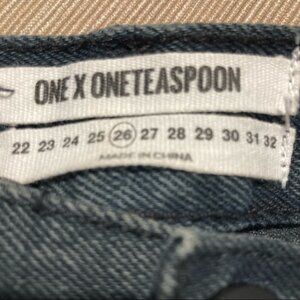 ONE X ONETEASPOON
22 23 24 25 26 27 28 29 30 31 32
MADE IN CHINA